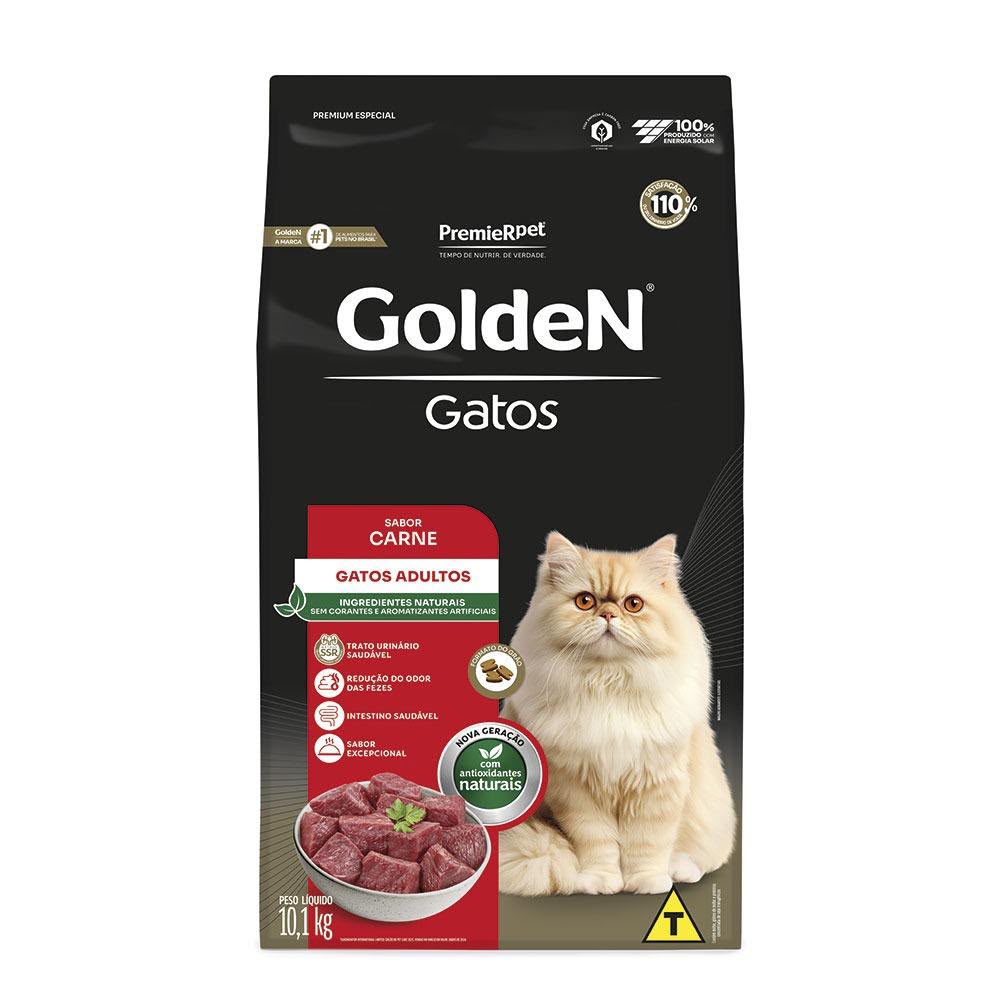 PREMIUM ESPECIAL
100%
PRODUZIDO COM
ENERGIA SOLAR
SATISFAÇÃO
110%
GoldeN
A MARCA
#1
DE ALIMENTOS PARA
PETS NO BRASIL*
PremieRpet®
TEMPO DE NUTRIR. DE VERDADE.
GoldeN®
Gatos
SABOR
CARNE
GATOS ADULTOS
INGREDIENTES NATURAIS
SEM CORANTES E AROMATIZANTES ARTIFICIAIS
SSR
TRATO URINÁRIO
SAUDÁVEL
REDUÇÃO DO ODOR
DAS FEZES
INTESTINO SAUDÁVEL
SABOR
EXCEPCIONAL
FORMATO DO GRÃO
NOVA GERAÇÃO
com
antioxidantes
naturais
PESO LÍQUIDO
10,1 kg
T